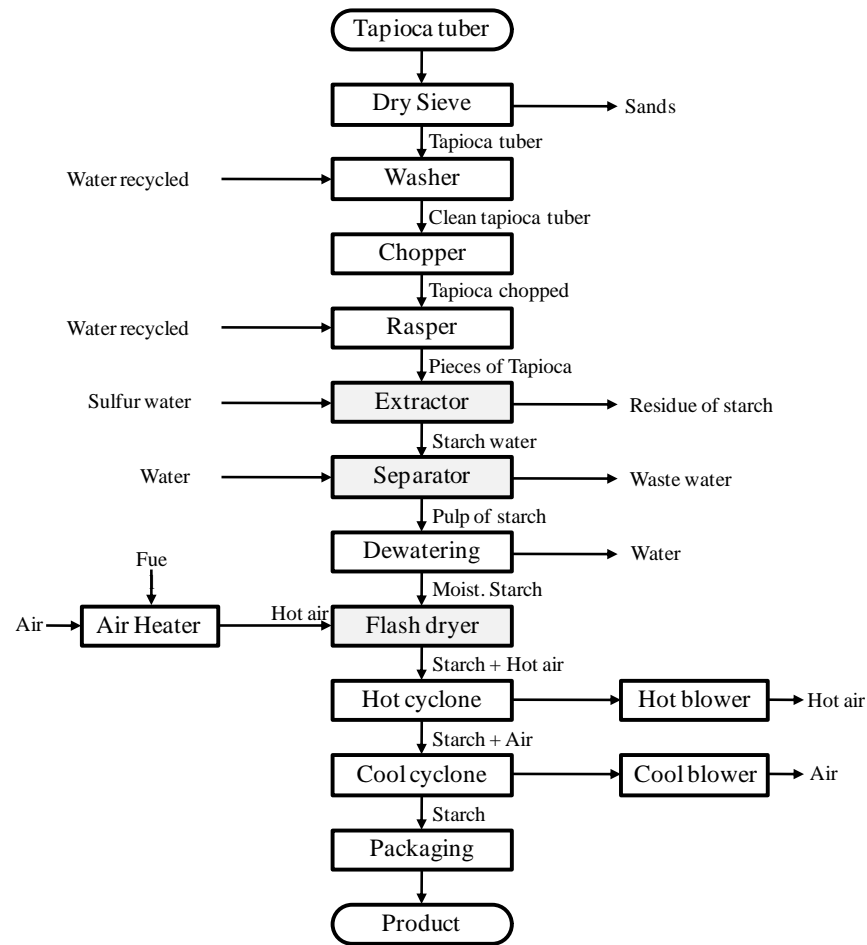 Tapioca tuber
Dry Sieve
Sands
Tapioca tuber
Water recycled
Washer
Clean tapioca tuber
Chopper
Tapioca chopped
Water recycled
Rasper
Pieces of Tapioca
Sulfur water
Extractor
Residue of starch
Starch water
Water
Separator
Waste water
Pulp of starch
Dewatering
Water
Fue
l
Moist. Starch
Air
Air Heater
Hot air
Flash dryer
Starch + Hot air
Hot cyclone
Hot blower
Hot air
Starch + Air
Cool cyclone
Cool blower
Air
Starch
Packaging
Product